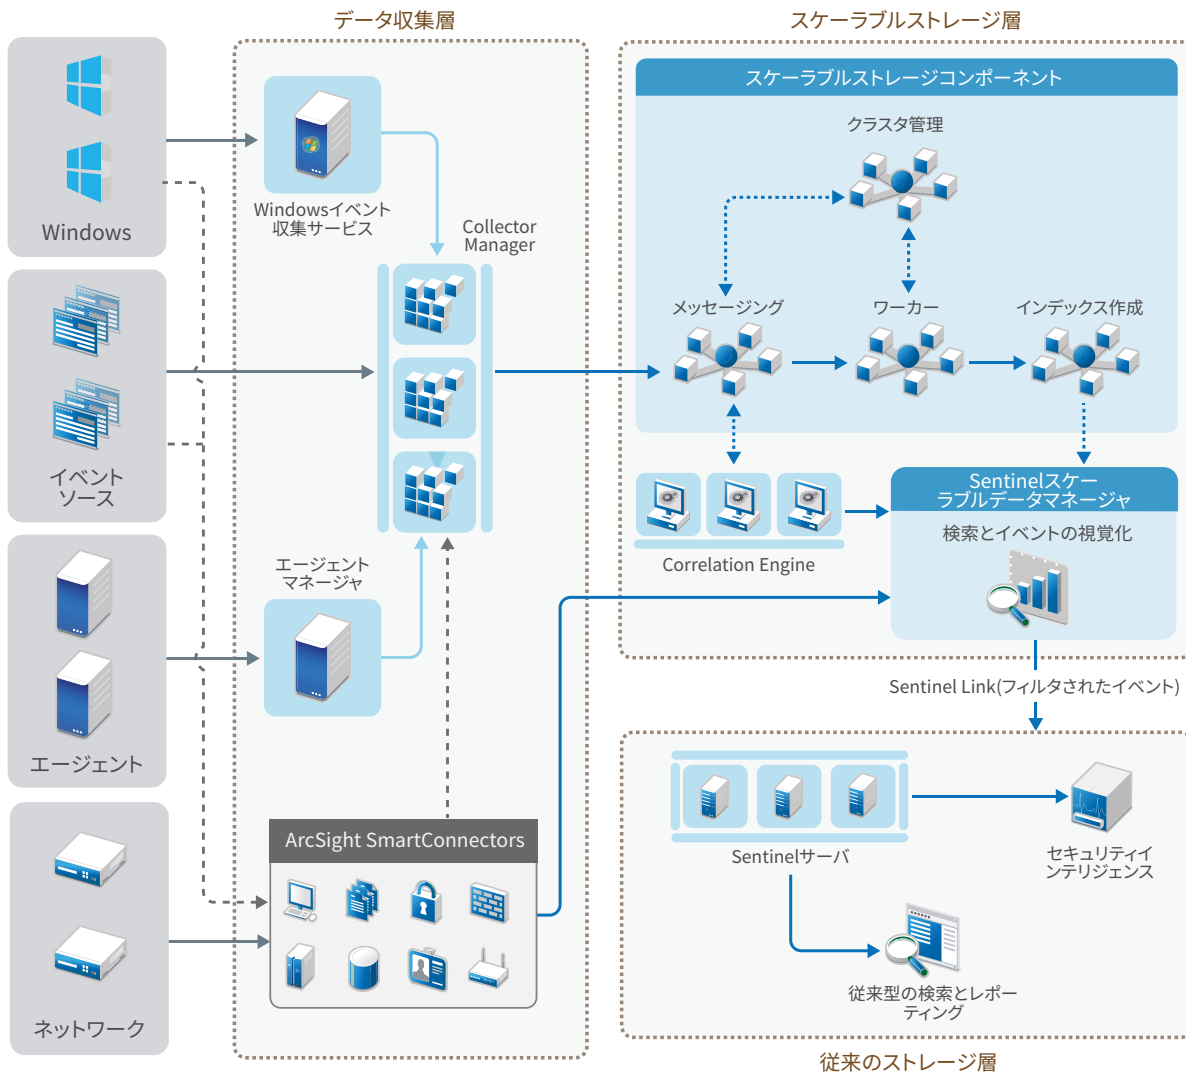 データ収集層
スケーラブルストレージ層
Windows
イベント
ソース
エージェント
ネットワーク
Windowsイベント
収集サービス
Collector
Manager
エージェント
マネージャ
ArcSight SmartConnectors
スケーラブルストレージコンポーネント
クラスタ管理
メッセージング
ワーカー
インデックス作成
Correlation Engine
Sentinelスケー
ラブルデータマネージャ
検索とイベントの視覚化
Sentinel Link(フィルタされたイベント)
Sentinelサーバ
セキュリティイ
ンテリジェンス
従来型の検索とレポー
ティング
従来のストレージ層